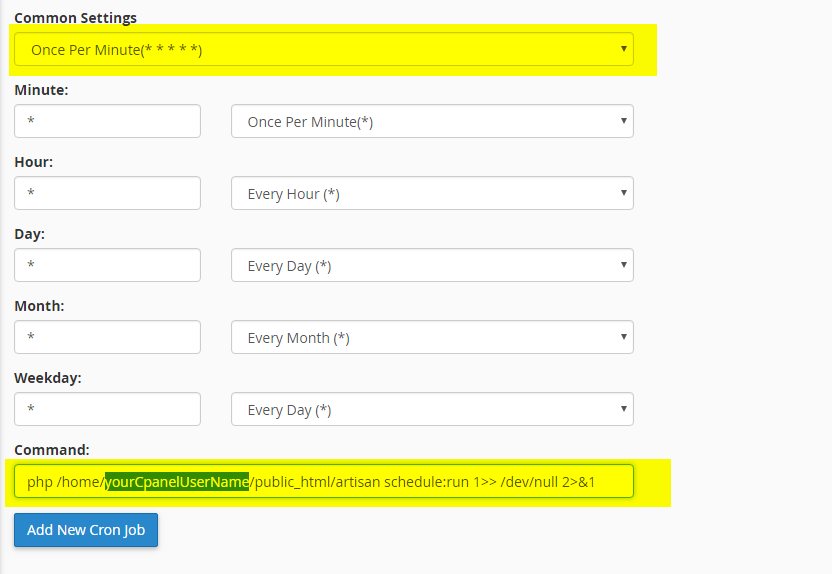 Common Settings
Once Per Minute(* * * * *)
Minute:
* Once Per Minute(*)
Hour:
* Every Hour (*)
Day:
* Every Day (*)
Month:
* Every Month (*)
Weekday:
* Every Day (*)
Command:
php /home/yourCpanelUserName/public_html/artisan schedule:run 1>> /dev/null 2>&1
Add New Cron Job